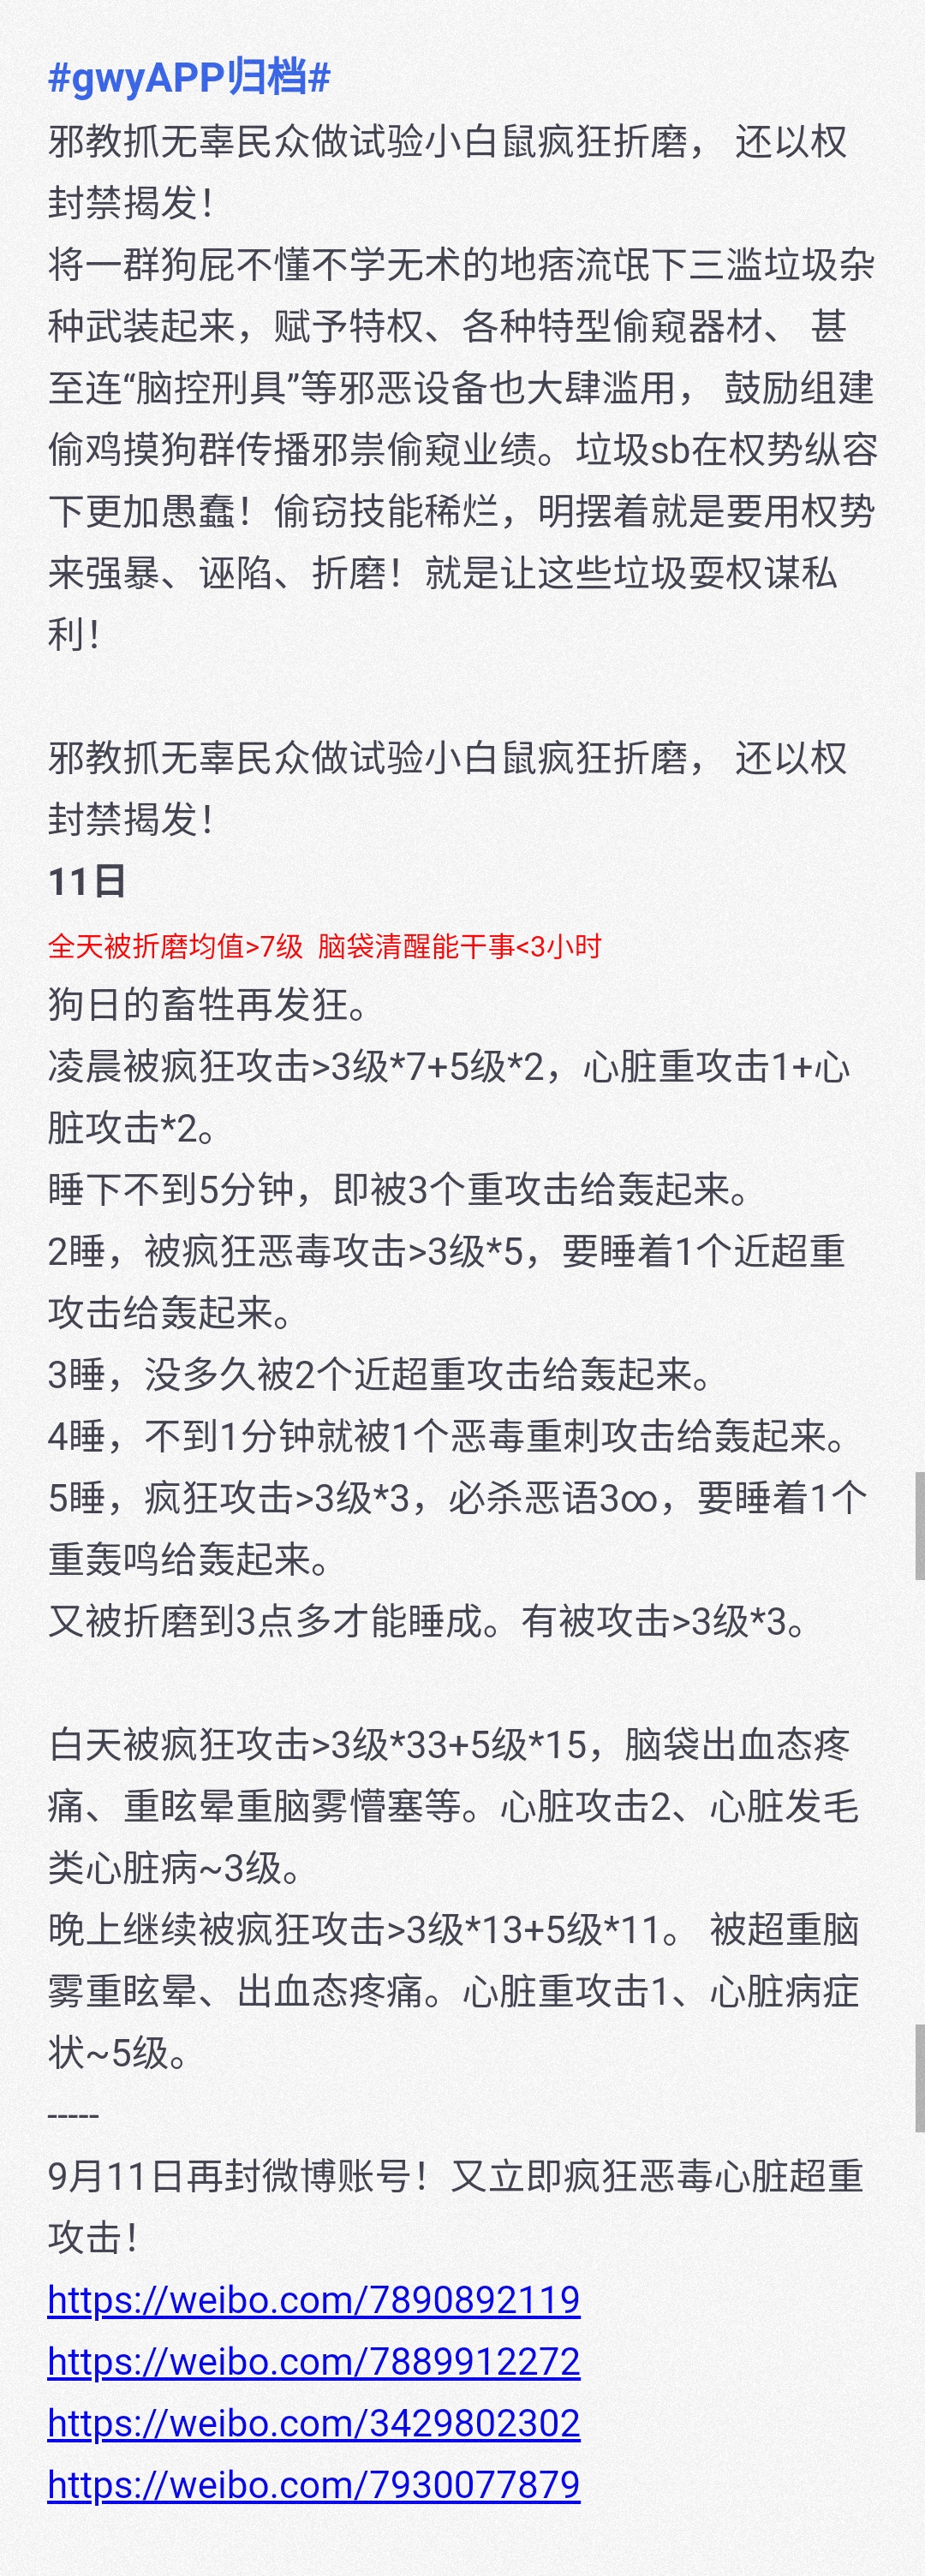 #gwyAPP归档#
邪教抓无辜民众做试验小白鼠疯狂折磨， 还以权
封禁揭发！
将一群狗屁不懂不学无术的地痞流氓下三滥垃圾杂
种武装起来，赋予特权、各种特型偷窥器材、 甚
至连“脑控刑具”等邪恶设备也大肆滥用， 鼓励组建
偷鸡摸狗群传播邪祟偷窥业绩。垃圾sb在权势纵容
下更加愚蠢！偷窃技能稀烂，明摆着就是要用权势
来强暴、诬陷、折磨！就是让这些垃圾耍权谋私
利！
邪教抓无辜民众做试验小白鼠疯狂折磨， 还以权
封禁揭发！
11日
全天被折磨均值>7级 脑袋清醒能干事<3小时
狗日的畜牲再发狂。
凌晨被疯狂攻击>3级*7+5级*2，心脏重攻击1+心
脏攻击*2。
睡下不到5分钟，即被3个重攻击给轰起来。
2睡，被疯狂恶毒攻击>3级*5，要睡着1个近超重
攻击给轰起来。
3睡，没多久被2个近超重攻击给轰起来。
4睡，不到1分钟就被1个恶毒重刺攻击给轰起来。
5睡，疯狂攻击>3级*3，必杀恶语3∞，要睡着1个
重轰鸣给轰起来。
又被折磨到3点多才能睡成。有被攻击>3级*3。
白天被疯狂攻击>3级*33+5级*15，脑袋出血态疼
痛、重眩晕重脑雾懵塞等。心脏攻击2、心脏发毛
类心脏病~3级。
晚上继续被疯狂攻击>3级*13+5级*11。 被超重脑
雾重眩晕、出血态疼痛。心脏重攻击1、心脏病症
状~5级。
-----
9月11日再封微博账号！又立即疯狂恶毒心脏超重
攻击！
https://weibo.com/7890892119
https://weibo.com/7889912272
https://weibo.com/3429802302
https://weibo.com/7930077879